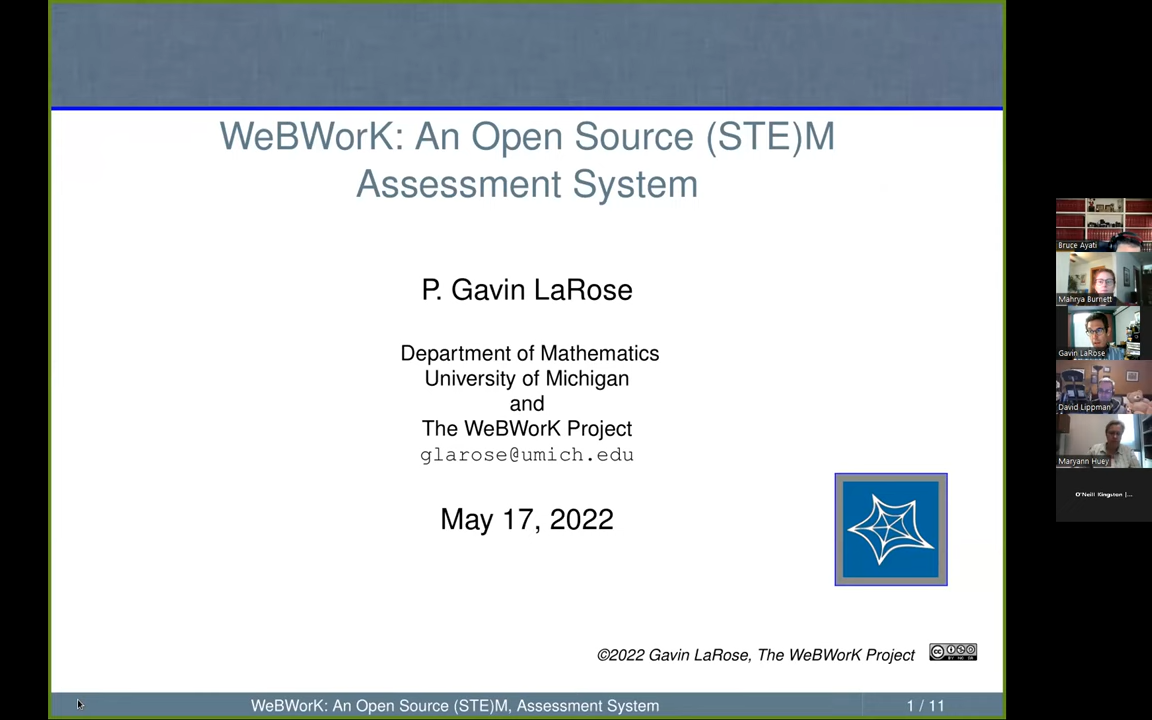 WeBWorK: An Open Source (STE)M
Assessment System
P. Gavin LaRose
Department of Mathematics
University of Michigan
and
The WeBWorK Project
glarose@umich.edu
May 17, 2022
©2022 Gavin LaRose, The WeBWorK Project
WeBWorK: An Open Source (STE)M, Assessment System
1 / 11
Bruce Ayati
Mahrya Burnett
Gavin LaRose
David Lippman
Maryann Huey
O'Neill Kingston (...